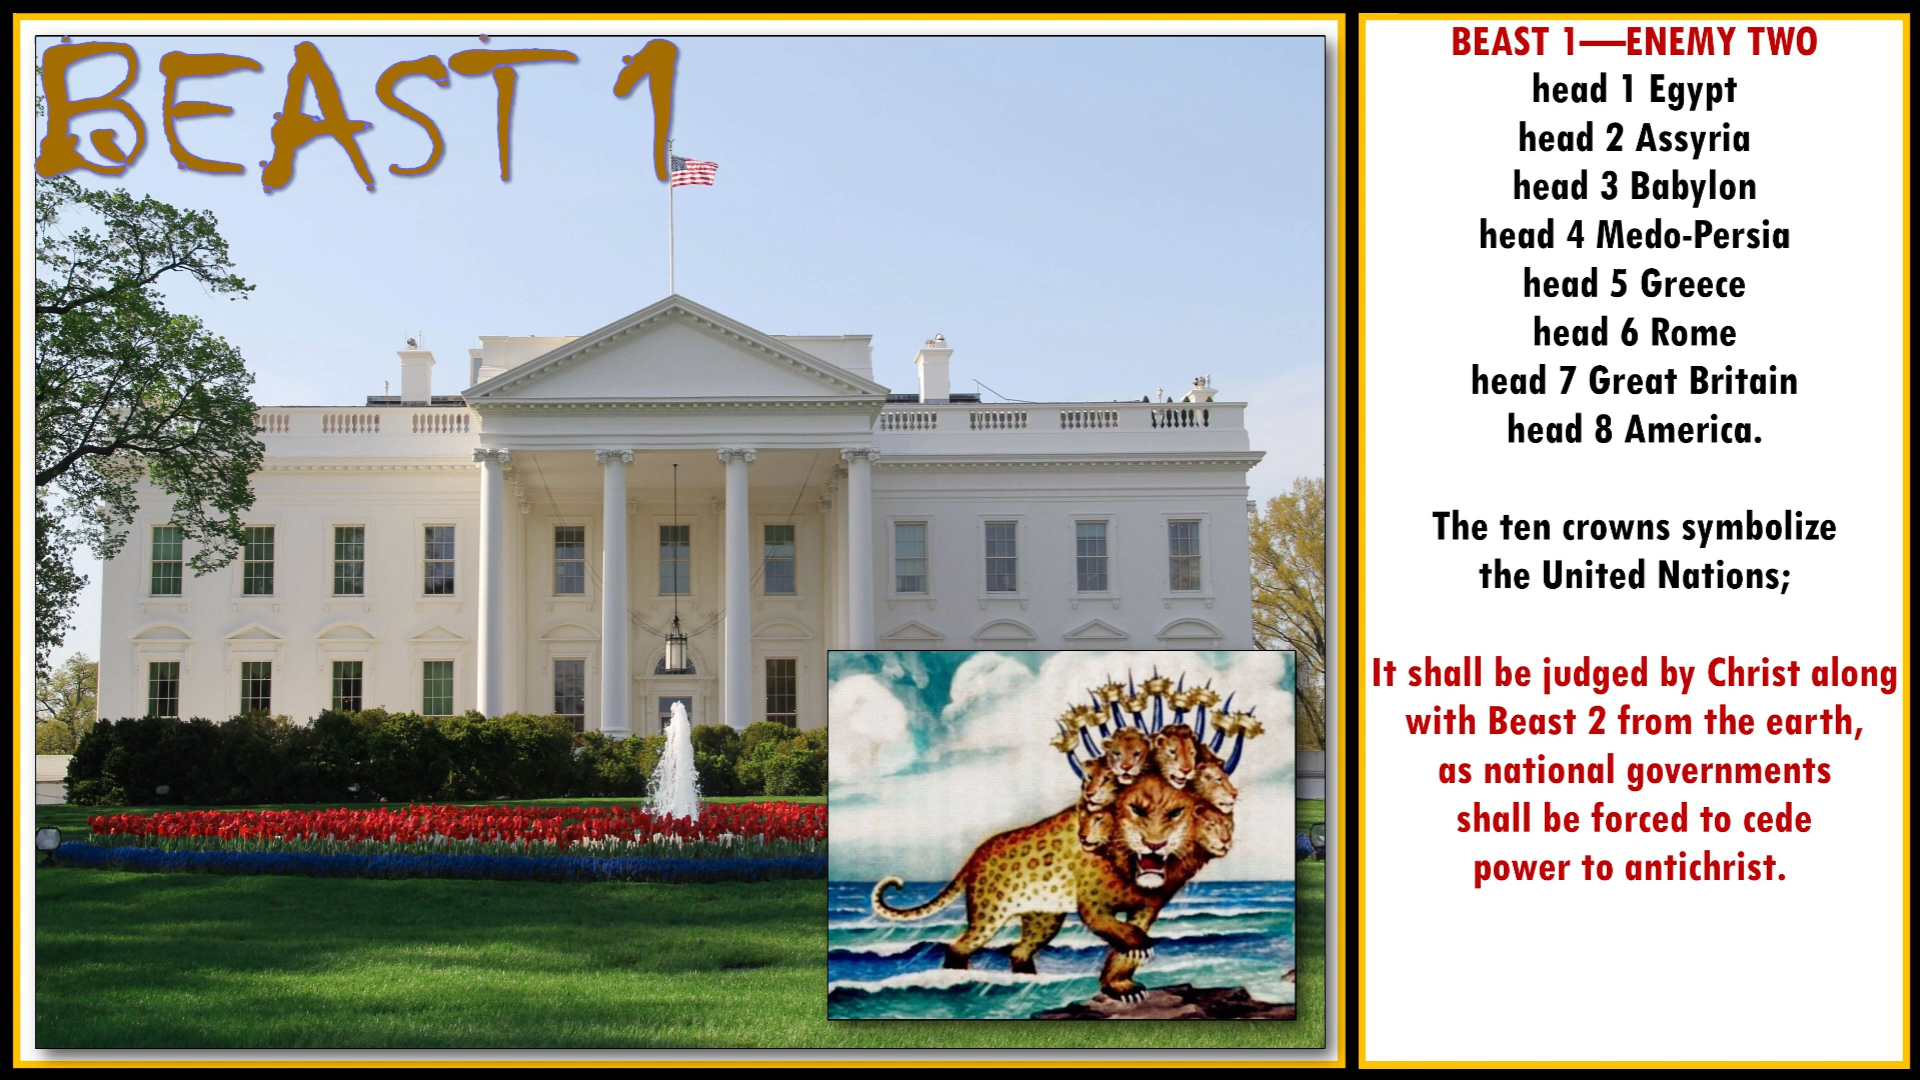 BEAST 1
BEAST 1—ENEMY TWO
head 1 Egypt
head 2 Assyria
head 3 Babylon
head 4 Medo-Persia
head 5 Greece
head 6 Rome
head 7 Great Britain
head 8 America.
The ten crowns symbolize
the United Nations;
It shall be judged by Christ along
with Beast 2 from the earth,
as national governments
shall be forced to cede
power to antichrist.